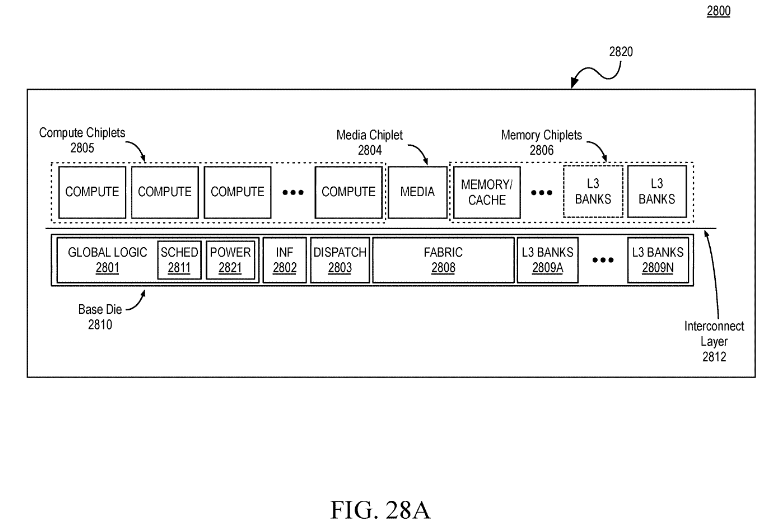 2800
2820
Compute Chiplets
2805
Media Chiplet
2804
Memory Chiplets
2806
COMPUTE
COMPUTE
COMPUTE
COMPUTE
MEDIA
MEMORY/
CACHE
L3
BANKS
L3
BANKS
GLOBAL LOGIC
2801
SCHED
2811
POWER
2821
INF
2802
DISPATCH
2803
FABRIC
2808
L3 BANKS
2809A
L3 BANKS
2809N
Base Die
2810
Interconnect
Layer
2812
FIG. 28A